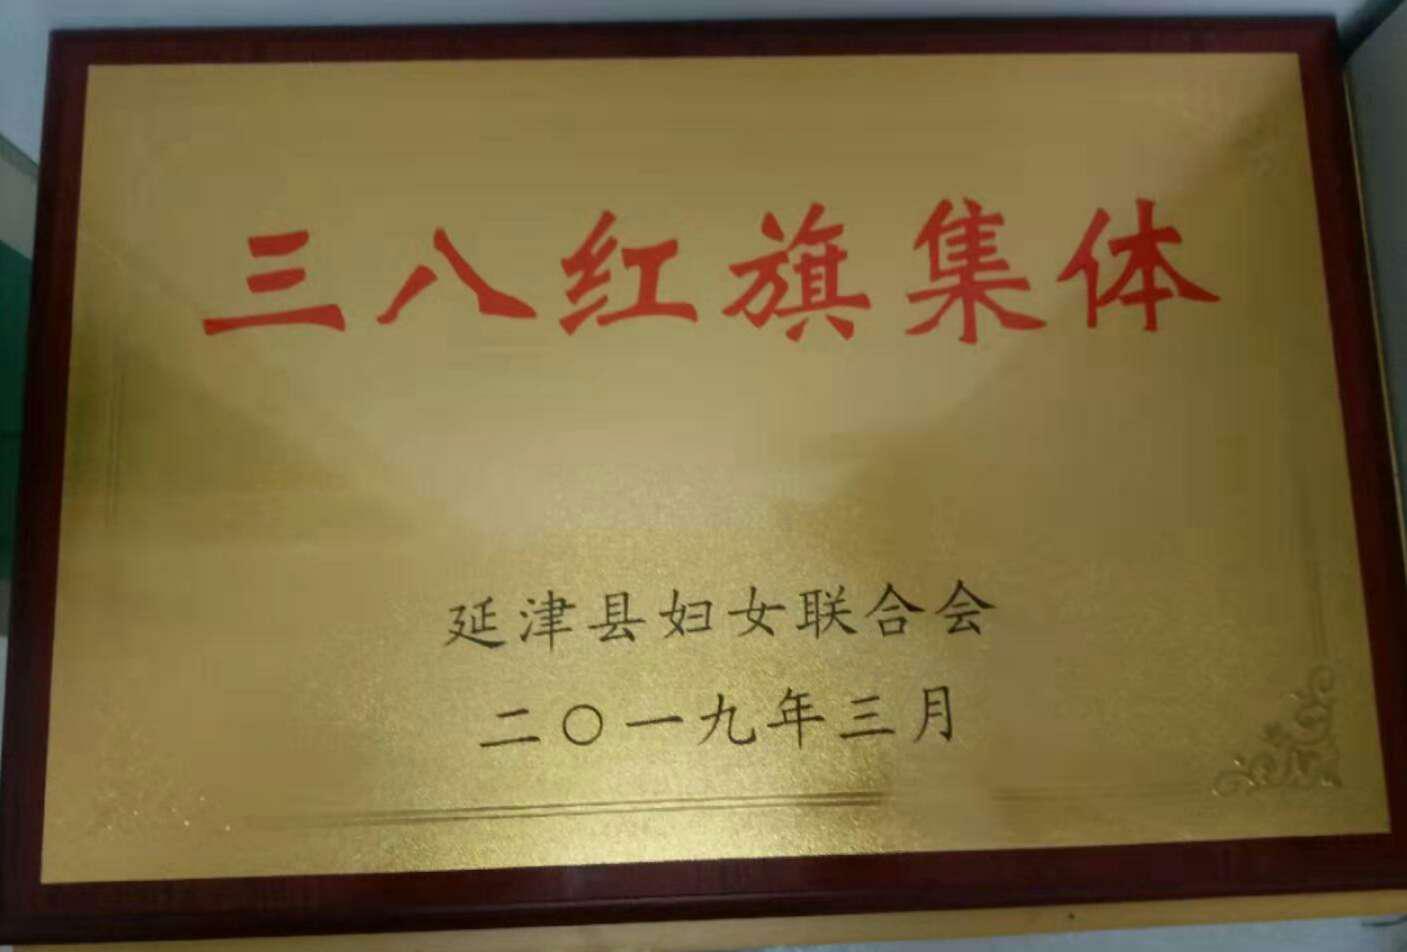 三八红旗集体
延津县妇女联合会
二〇一九年三月